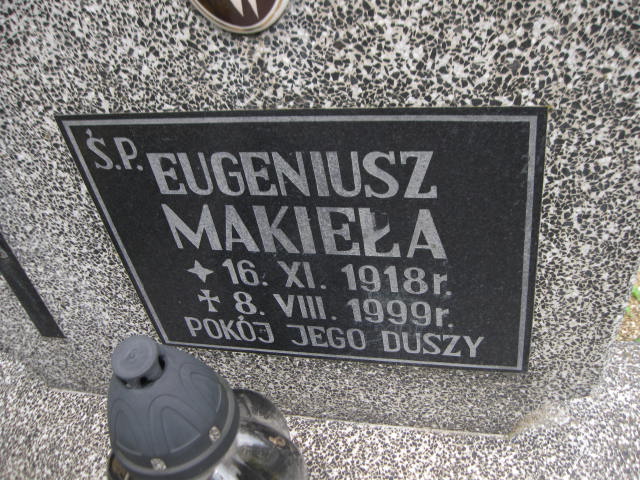 Ś.P. EUGENIUSZ
MAKIEŁA
✦ 16. XI. 1918r.
✝ 8. VIII. 1999r.
POKÓJ JEGO DUSZY